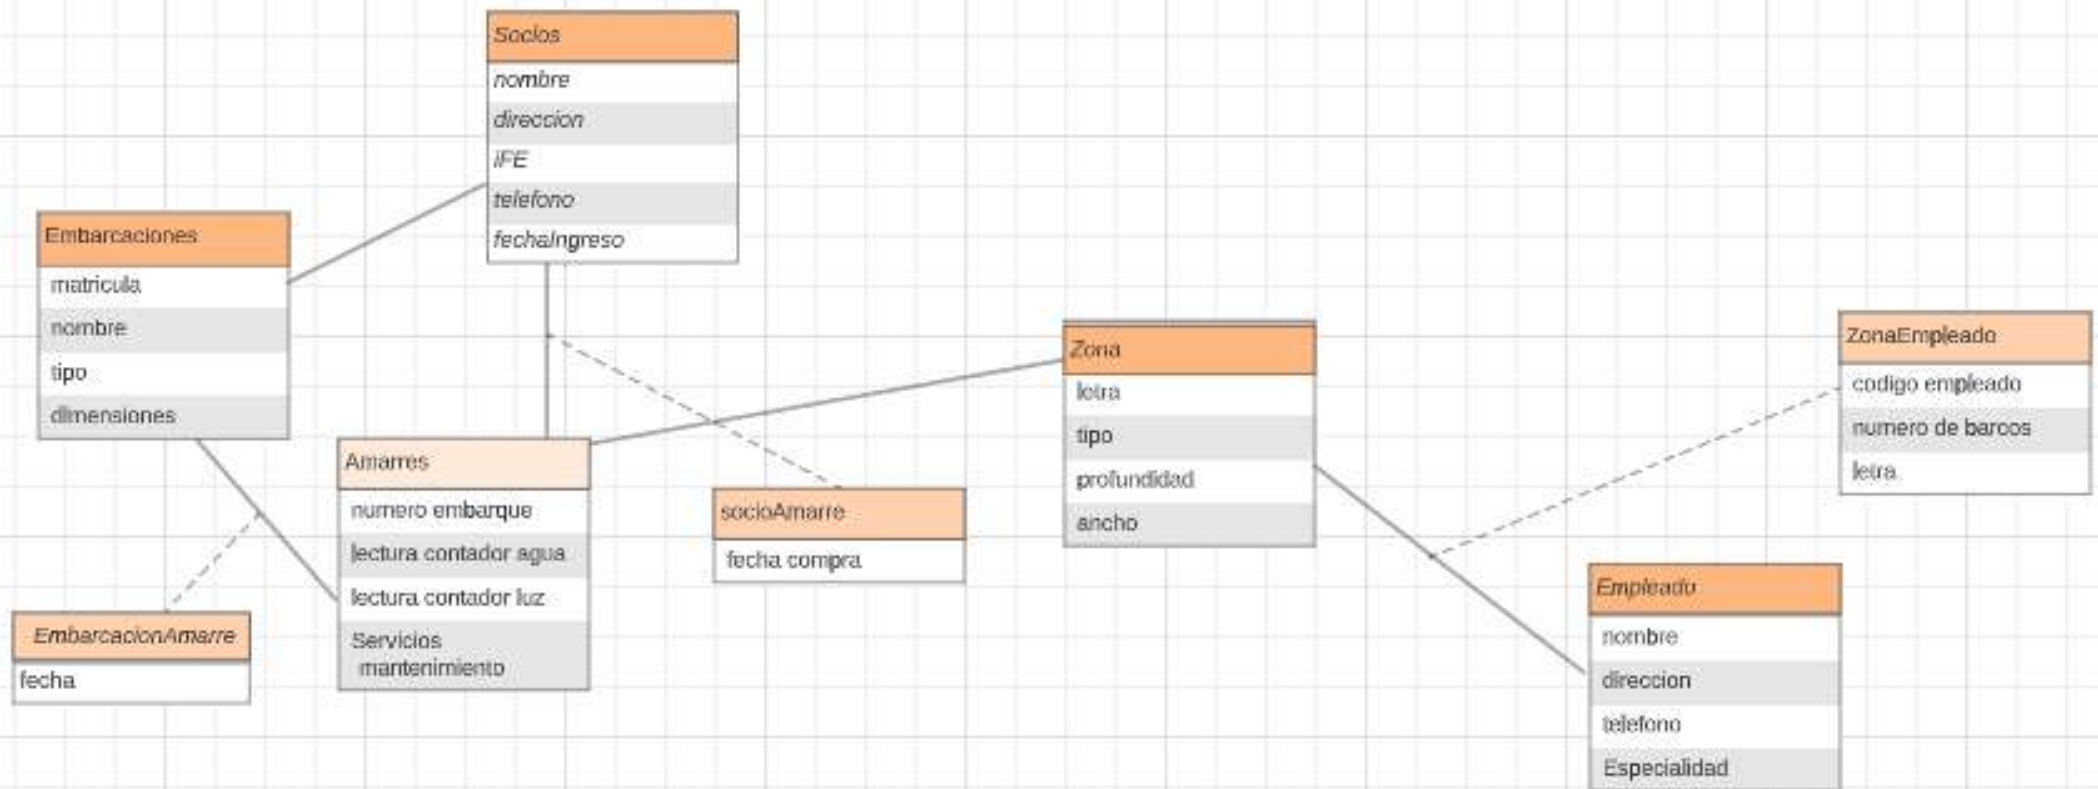 Socios
nombre
direccion
iFE
telefono
fechaIngreso
Embarcaciones
matricula
nombre
tipo
dimensiones
Amarres
numero embarque
lectura contador agua
lectura contador luz
Servicios
mantenimiento
EmbarcacionAmarre
fecha
socioAmarre
fecha compra
Zona
letra
tipo
profundidad
ancho
ZonaEmpleado
codigo empleado
numero de barcos
letra
Empleado
nombre
direccion
telefono
Especialidad